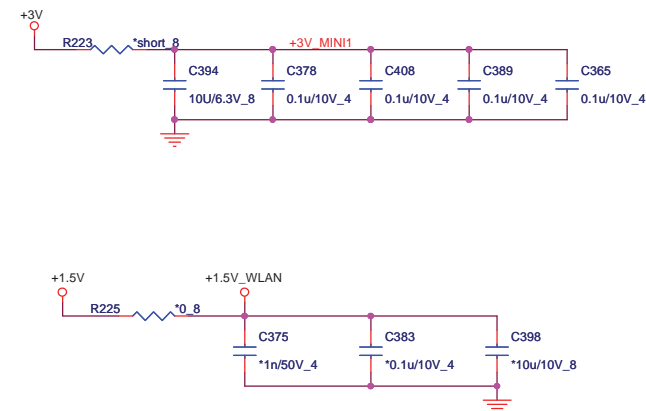 +3V
R223 *short_8 +3V_MINI1
C394 C378 C408 C389 C365
10U/6.3V_8 0.1u/10V_4 0.1u/10V_4 0.1u/10V_4 0.1u/10V_4
+1.5V +1.5V_WLAN
R225 *0_8
C375 C383 C398
*1n/50V_4 *0.1u/10V_4 *10u/10V_8